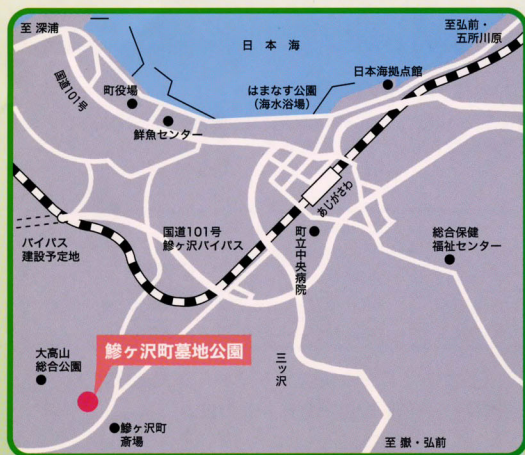 至 深浦
日本海
至弘前・
五所川原
国道101号
町役場
はまなす公園
(海水浴場)
日本海拠点館
鮮魚センター
あじがさわ
バイパス
建設予定地
国道101号
鰺ヶ沢バイパス
町立中央病院
総合保健
福祉センター
大高山
総合公園
鰺ヶ沢町墓地公園
三ッ沢
鰺ヶ沢町
斎場
至 嶽・弘前